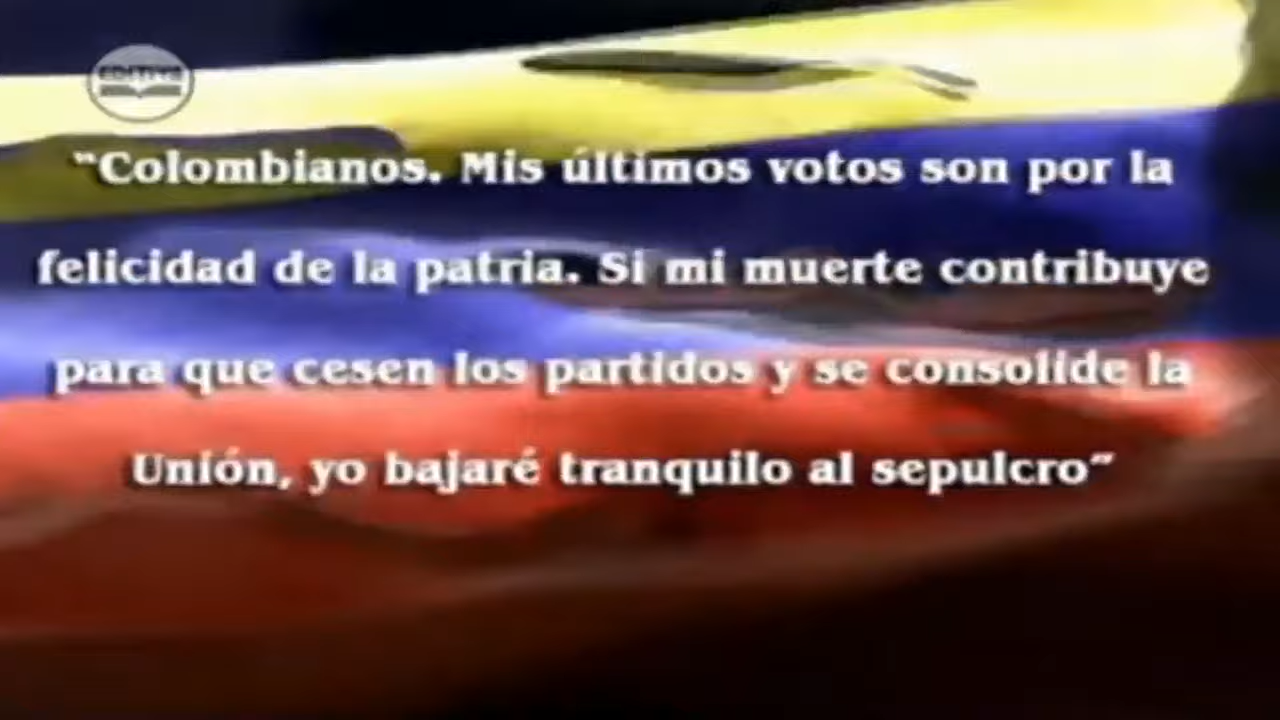 EDITIVE
"Colombianos. Mis últimos votos son por la
felicidad de la patria. Si mi muerte contribuye
para que cesen los partidos y se consolide la
Unión, yo bajaré tranquilo al sepulcro"